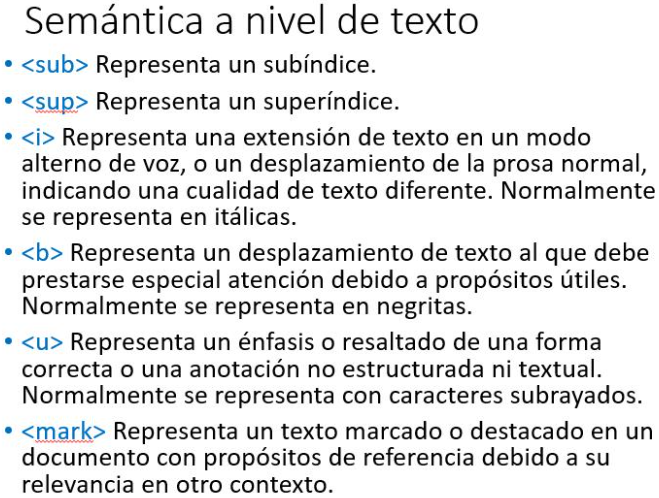 Semántica a nivel de texto
• <sub> Representa un subíndice.
• <sup> Representa un superíndice.
• <i> Representa una extensión de texto en un modo
alterno de voz, o un desplazamiento de la prosa normal,
indicando una cualidad de texto diferente. Normalmente
se representa en itálicas.
• <b> Representa un desplazamiento de texto al que debe
prestarse especial atención debido a propósitos útiles.
Normalmente se representa en negritas.
• <u> Representa un énfasis o resaltado de una forma
correcta o una anotación no estructurada ni textual.
Normalmente se representa con caracteres subrayados.
• <mark> Representa un texto marcado o destacado en un
documento con propósitos de referencia debido a su
relevancia en otro contexto.